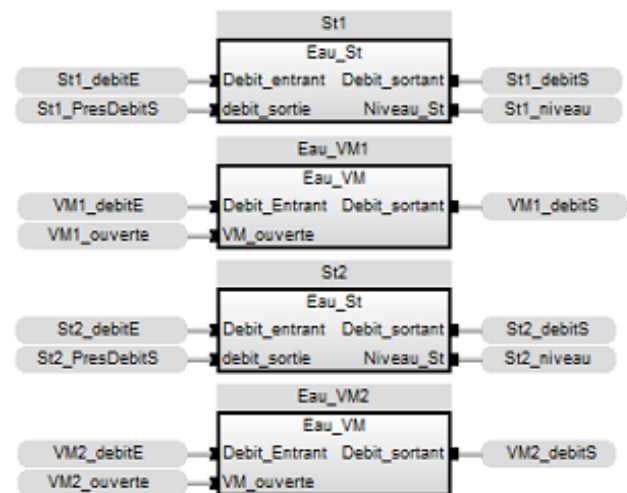 St1
Eau_St
St1_debitE Debit_entrant Debit_sortant St1_debitS
St1_PresDebitS debit_sortie Niveau_St St1_niveau
Eau_VM1
Eau_VM
VM1_debitE Debit_Entrant Debit_sortant VM1_debitS
VM1_ouverte VM_ouverte
St2
Eau_St
St2_debitE Debit_entrant Debit_sortant St2_debitS
St2_PresDebitS debit_sortie Niveau_St St2_niveau
Eau_VM2
Eau_VM
VM2_debitE Debit_Entrant Debit_sortant VM2_debitS
VM2_ouverte VM_ouverte